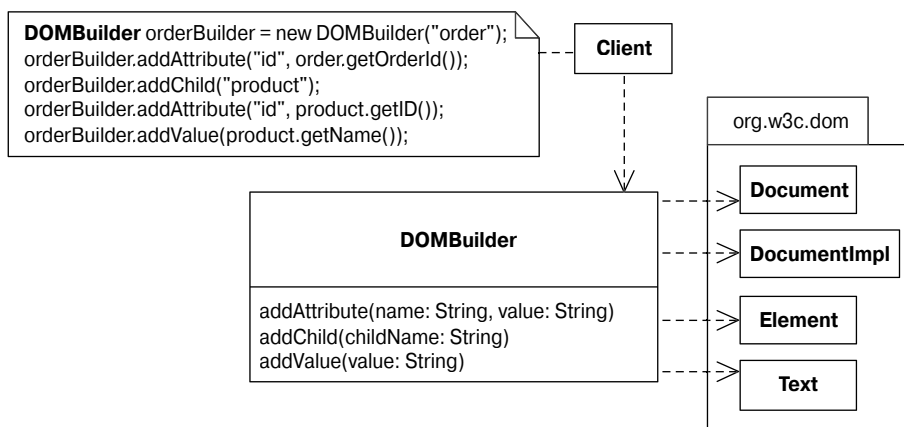 DOMBuilder orderBuilder = new DOMBuilder("order");
orderBuilder.addAttribute("id", order.getOrderId());
orderBuilder.addChild("product");
orderBuilder.addAttribute("id", product.getID());
orderBuilder.addValue(product.getName());
Client
org.w3c.dom
Document
DOMBuilder
DocumentImpl
addAttribute(name: String, value: String)
addChild(childName: String)
addValue(value: String)
Element
Text